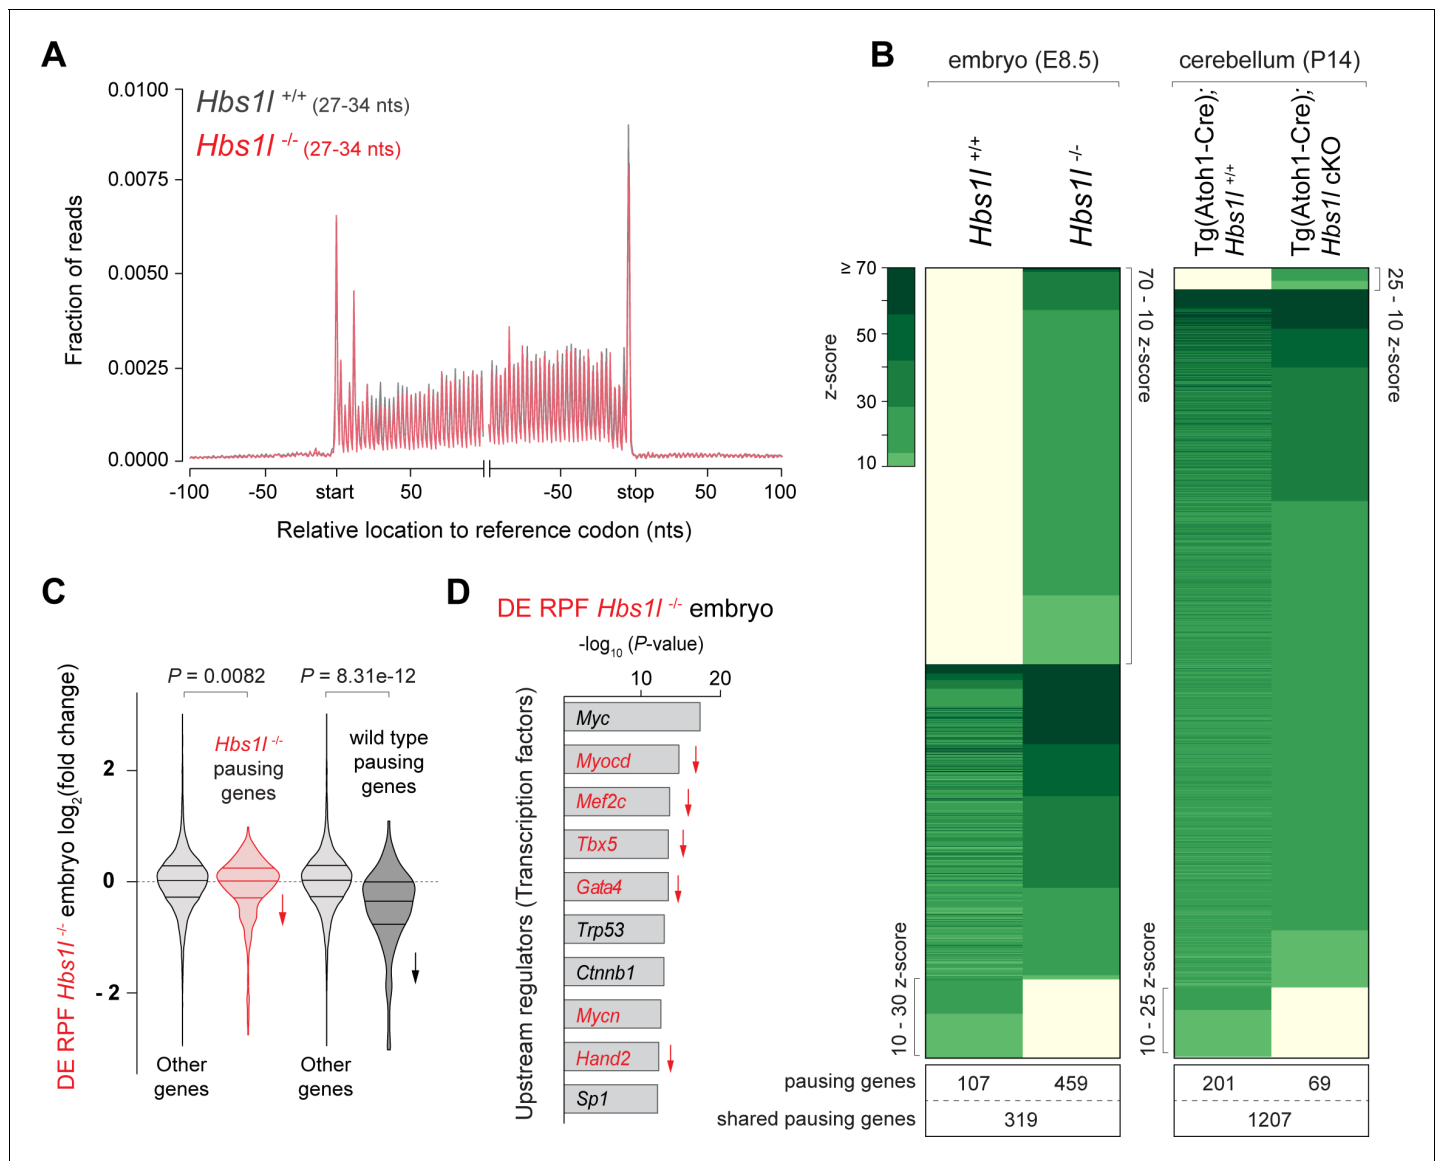 A
Hbs1l +/+ (27-34 nts)
Hbs1l -/- (27-34 nts)
Fraction of reads
0.0100
0.0075
0.0050
0.0025
0.0000
-100 -50 start 50 -50 stop 50 100
Relative location to reference codon (nts)
B
embryo (E8.5) cerebellum (P14)
Hbs1l +/+
Hbs1l -/-
Tg(Atoh1-Cre);
Hbs1l +/+
Tg(Atoh1-Cre);
Hbs1l cKO
z-score
≥ 70
50
30
10
70 - 10 z-score
25 - 10 z-score
10 - 30 z-score
10 - 25 z-score
pausing genes 107 459 201 69
shared pausing genes 319 1207
C
DE RPF Hbs1l -/- embryo log2(fold change)
P = 0.0082 P = 8.31e-12
2
0
- 2
Hbs1l -/-
pausing
genes
wild type
pausing
genes
Other
genes
Other
genes
D
DE RPF Hbs1l -/- embryo
-log10 (P-value)
10 20
Upstream regulators (Transcription factors)
Myc
Myocd
Mef2c
Tbx5
Gata4
Trp53
Ctnnb1
Mycn
Hand2
Sp1